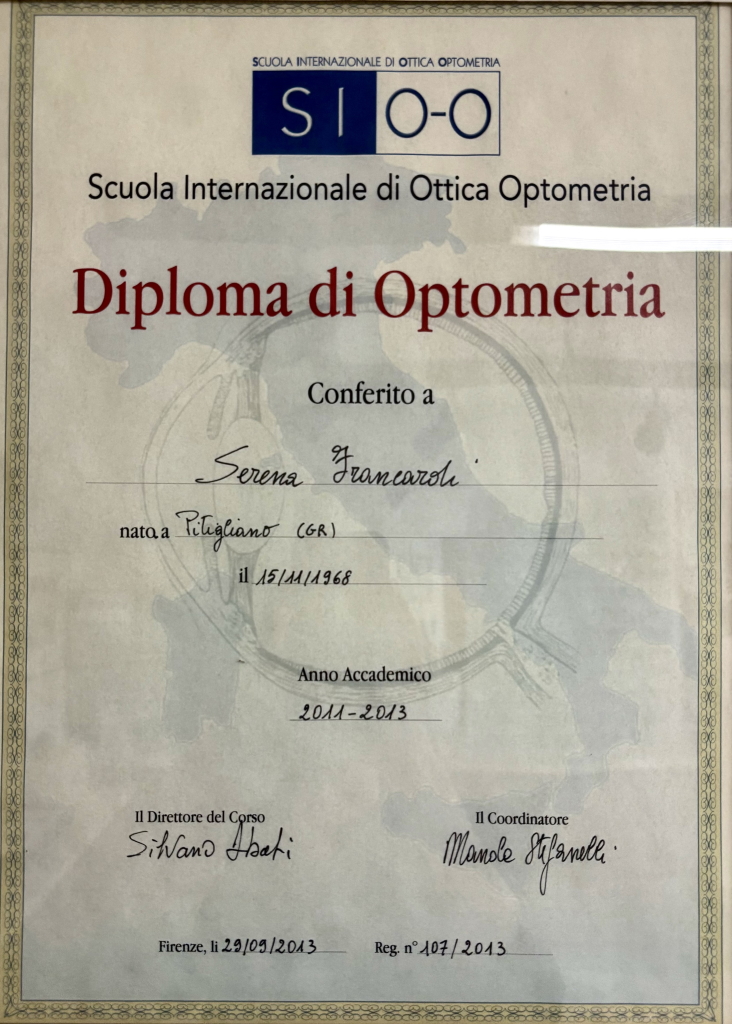 SCUOLA INTERNAZIONALE DI OTTICA OPTOMETRIA
SI O-O
Scuola Internazionale di Ottica Optometria
Diploma di Optometria
Conferito a
Serena Francaroli
nato a Pitigliano (GR)
il 15/11/1968
Anno Accademico
2011-2013
Il Direttore del Corso
Silvano Abati
Il Coordinatore
Manola Stefanelli
Firenze, li 29/09/2013 Reg. n° 107/2013